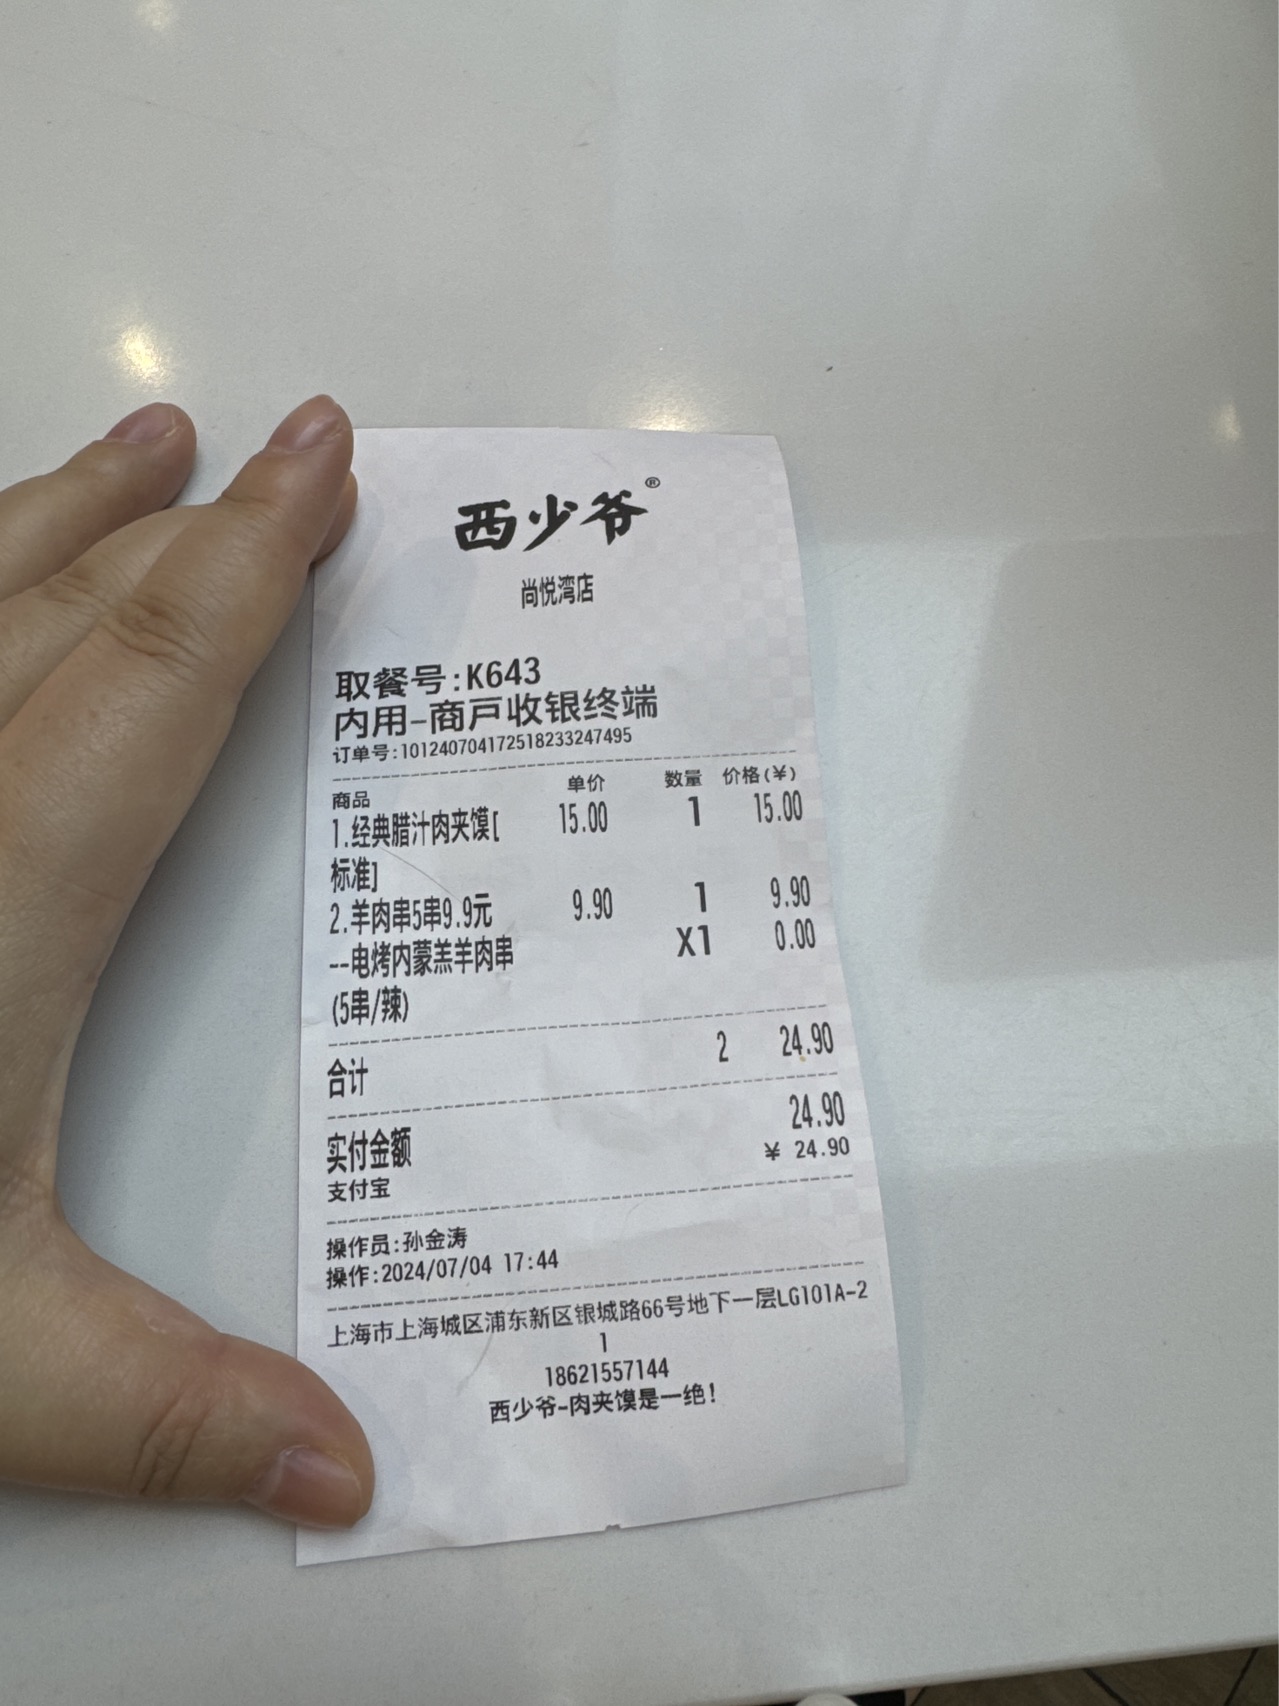 西少爷®
尚悦湾店
取餐号:K643
内用-商戸收银终端
订单号:101240704172518233247495
商品 单价 数量 价格(¥)
1.经典腊汁肉夹馍[ 15.00 1 15.00
标准]
2.羊肉串5串9.9元 9.90 1 9.90
--电烤内蒙羔羊肉串 X1 0.00
(5串/辣)
合计 2 24.90
实付金额 24.90
支付宝 ¥ 24.90
操作员:孙金涛
操作:2024/07/04 17:44
上海市上海城区浦东新区银城路66号地下一层LG101A-2
1
18621557144
西少爷-肉夹馍是一绝!